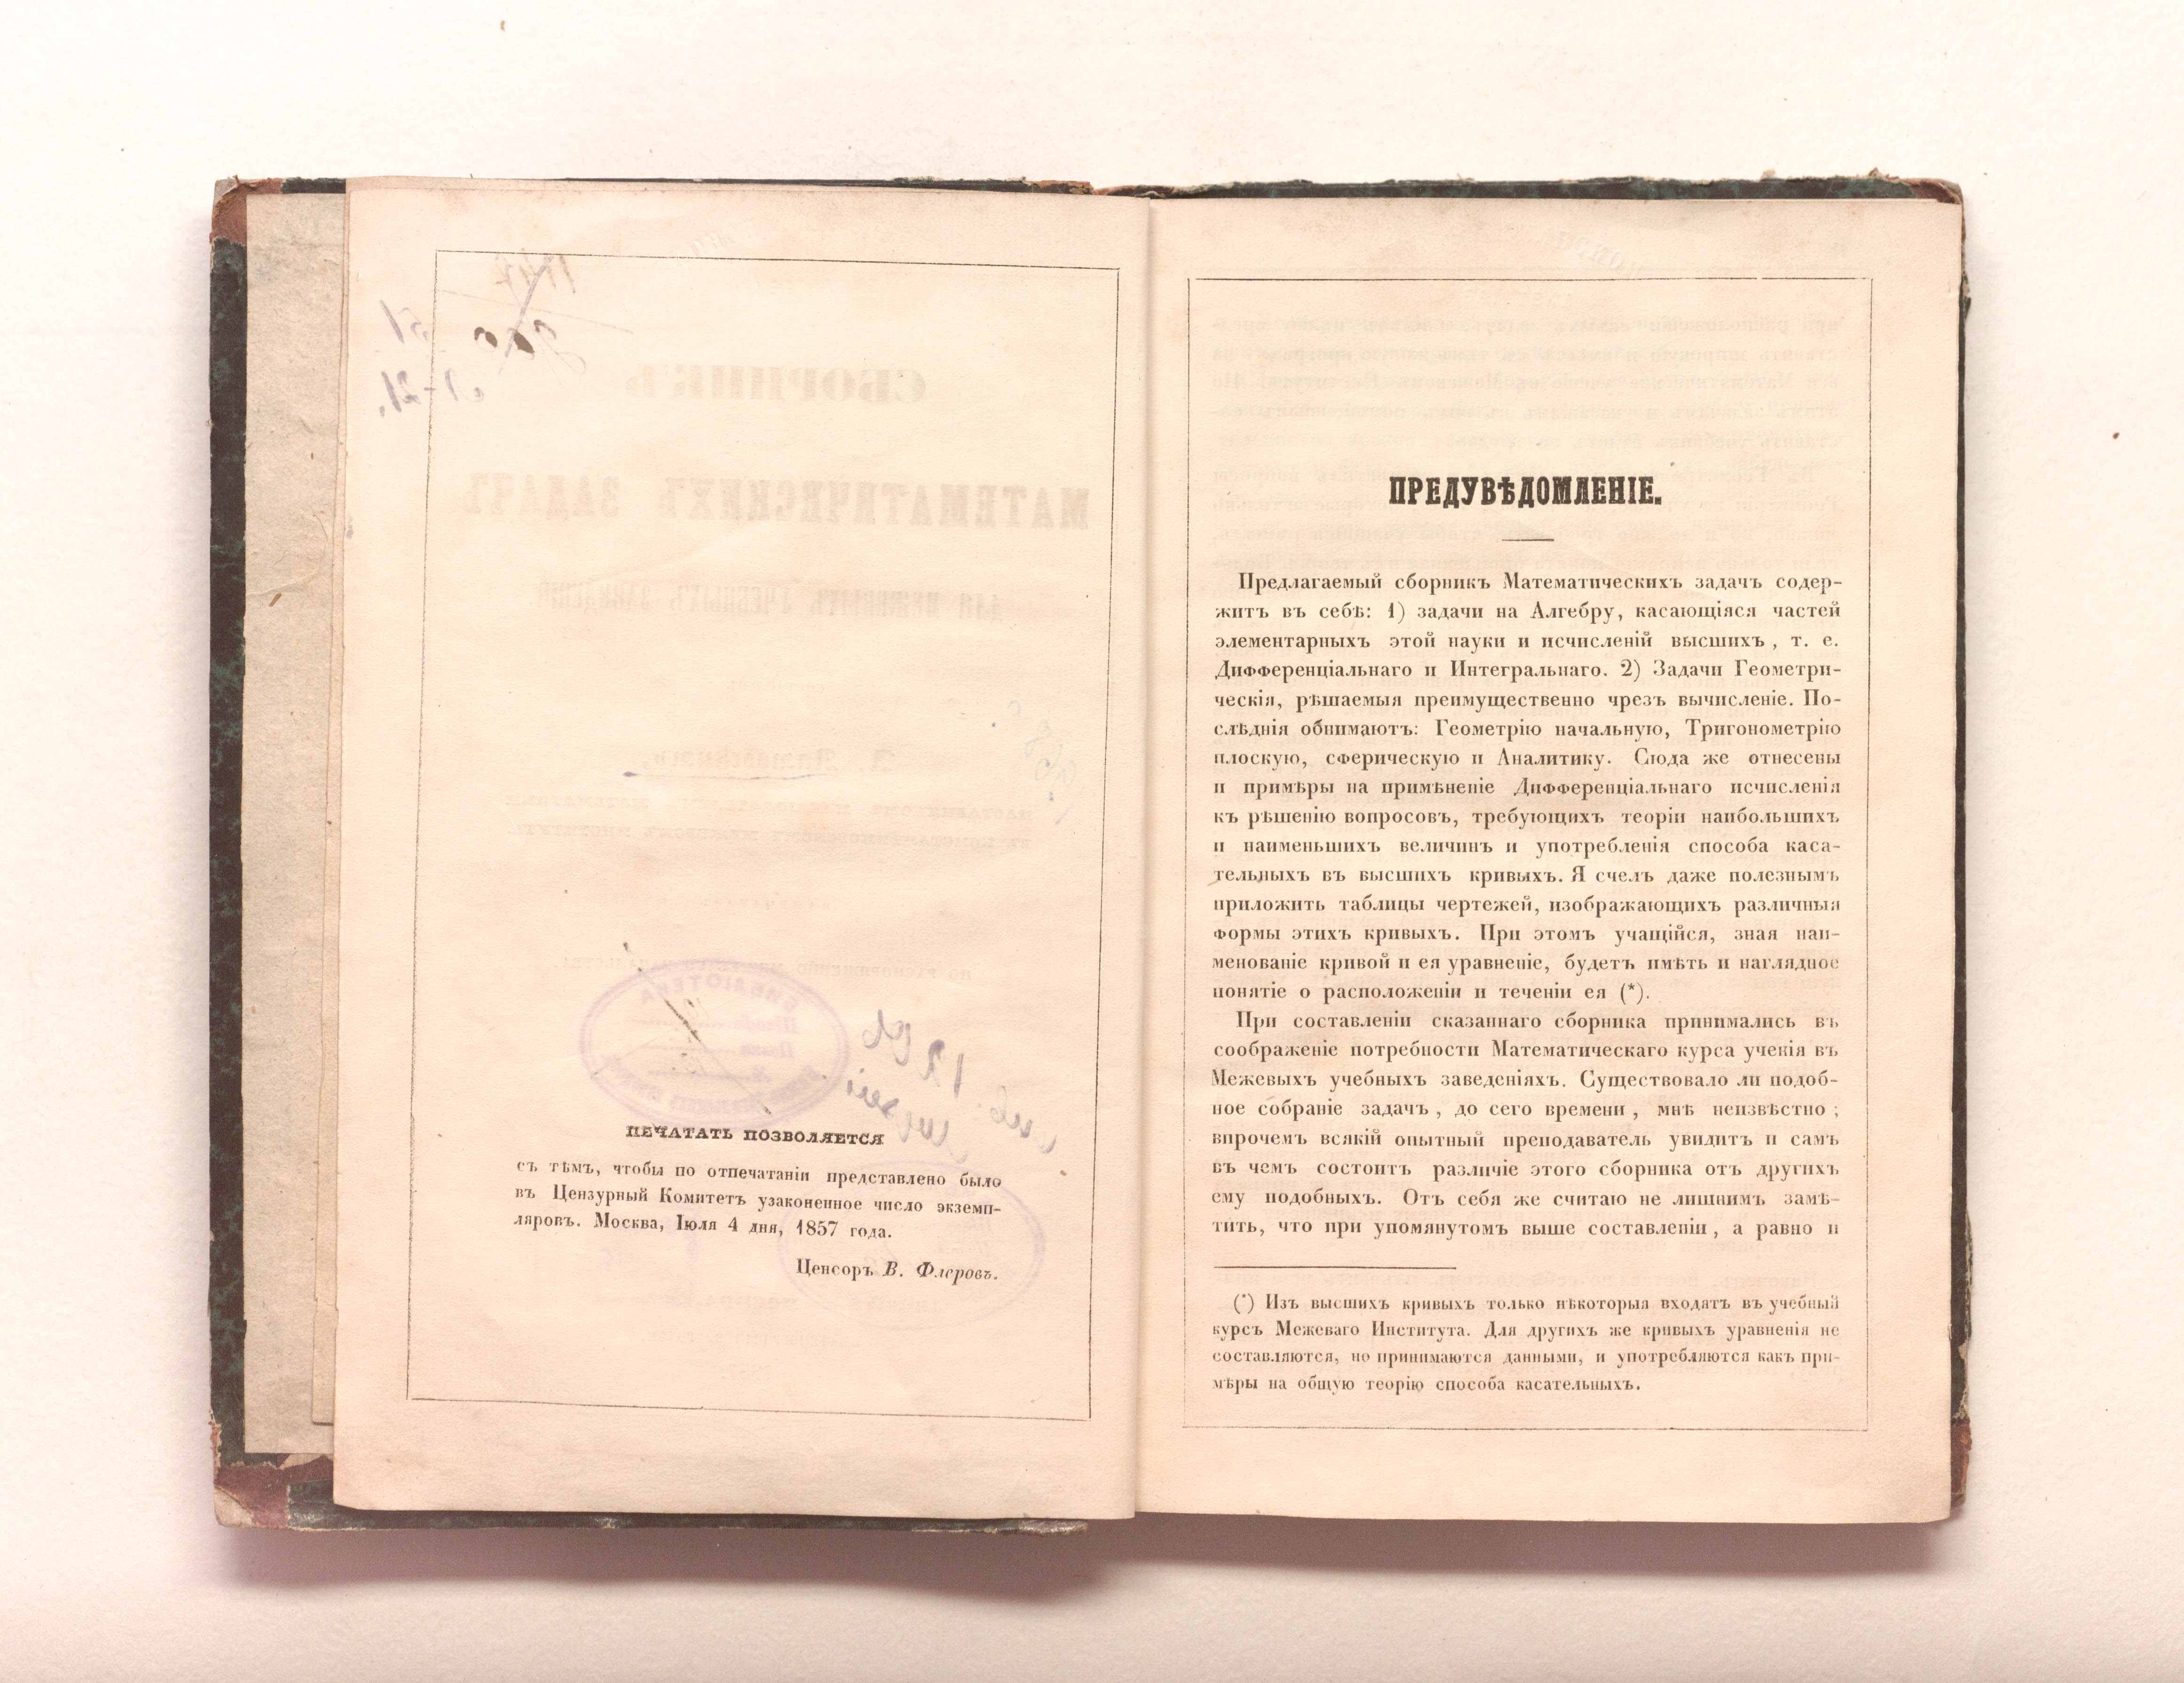 ПЕЧАТАТЬ ПОЗВОЛЯЕТСЯ
съ тѣмъ, чтобы по отпечатаніи представлено было
въ Цензурный Комитетъ узаконенное число экземп-
ляровъ. Москва, Іюля 4 дня, 1857 года.
Ценсоръ В. Флеровъ.
ПРЕДУВѢДОМЛЕНІЕ.
Предлагаемый сборникъ Математическихъ задачъ содер-
житъ въ себѣ: 1) задачи на Алгебру, касающіяся частей
элементарныхъ этой науки и исчисленій высшихъ, т. е.
Дифференціальнаго и Интегральнаго. 2) Задачи Геометри-
ческія, рѣшаемыя преимущественно чрезъ вычисленіе. По-
слѣднія обнимаютъ: Геометрію начальную, Тригонометрію
плоскую, сферическую и Аналитику. Сюда же отнесены
и примѣры на примѣненіе Дифференціальнаго исчисленія
къ рѣшенію вопросовъ, требующихъ теоріи наибольшихъ
и наименьшихъ величинъ и употребленія способа каса-
тельныхъ въ высшихъ кривыхъ. Я счелъ даже полезнымъ
приложить таблицы чертежей, изображающихъ различныя
формы этихъ кривыхъ. При этомъ учащійся, зная наи-
менованіе кривой и ея уравненіе, будетъ имѣть и наглядное
понятіе о расположеніи и теченіи ея (*).
При составленіи сказаннаго сборника принимались въ
соображеніе потребности Математическаго курса ученія въ
Межевыхъ учебныхъ заведеніяхъ. Существовало ли подоб-
ное собраніе задачъ, до сего времени, мнѣ неизвѣстно;
впрочемъ всякій опытный преподаватель увидитъ и самъ
въ чемъ состоитъ различіе этого сборника отъ другихъ
ему подобныхъ. Отъ себя же считаю не лишнимъ замѣ-
тить, что при упомянутомъ выше составленіи, а равно и
(*) Изъ высшихъ кривыхъ только нѣкоторыя входятъ въ учебный
курсъ Межеваго Института. Для другихъ же кривыхъ уравненія не
составляются, но принимаются данными, и употребляются какъ при-
мѣры на общую теорію способа касательныхъ.